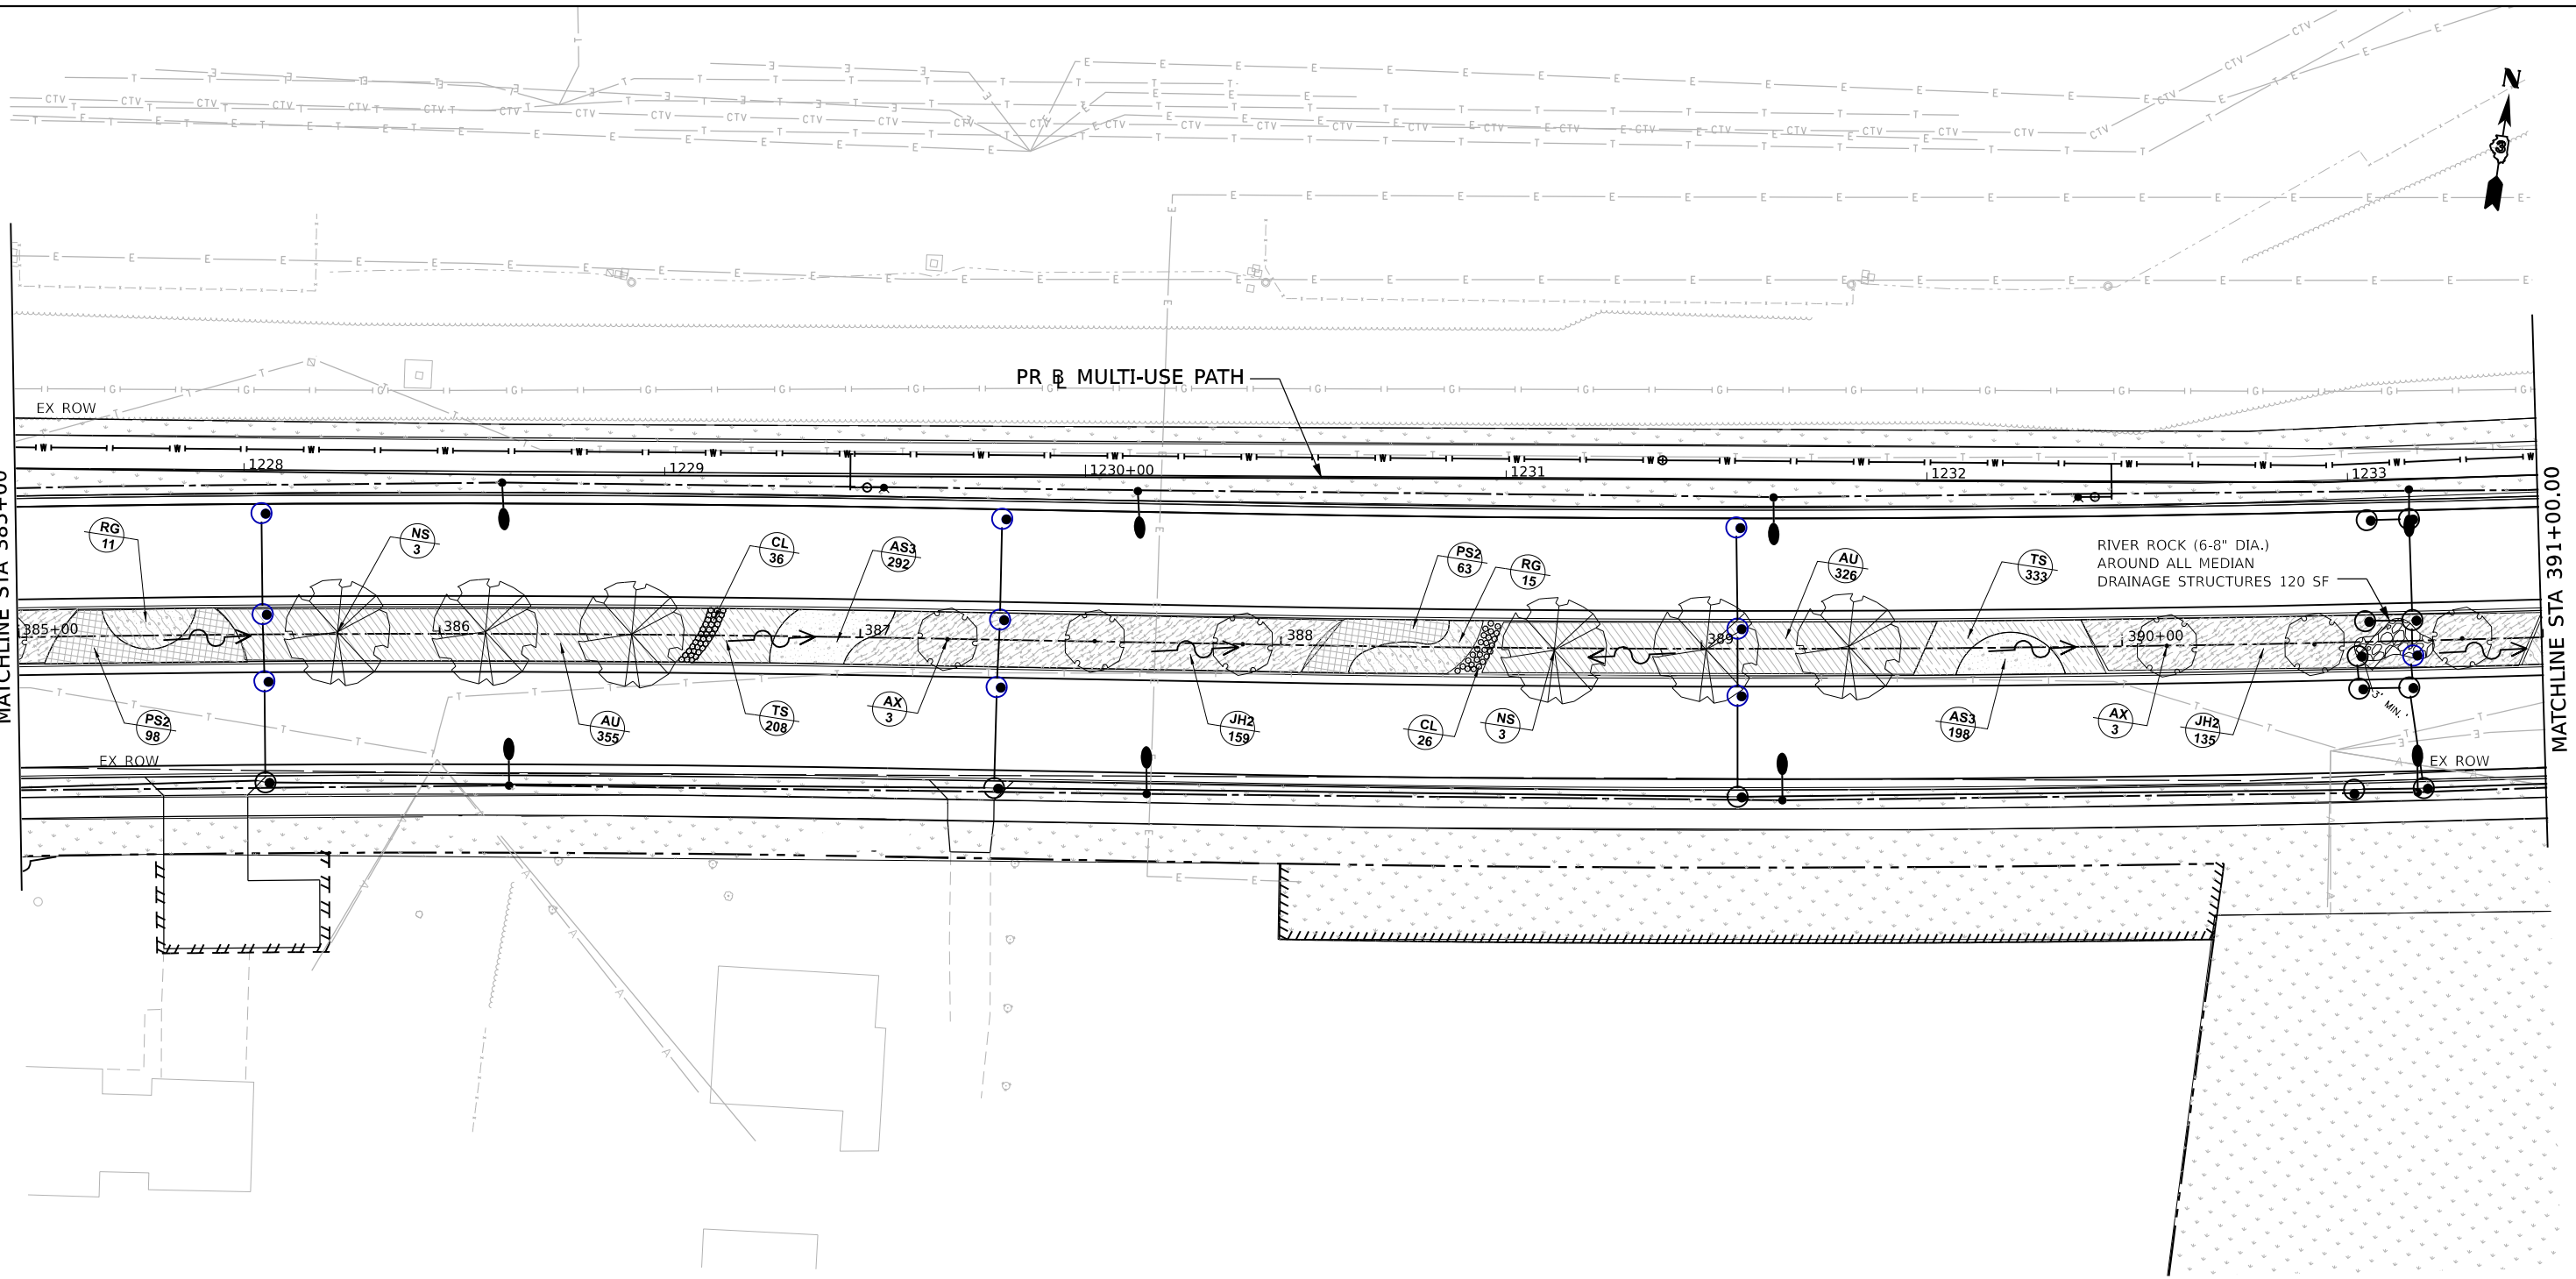 N
3
PR BL MULTI-USE PATH
EX ROW
1228
1229
1230+00
1231
1232
1233
RG
11
NS
3
CL
36
AS3
292
PS2
63
RG
15
AU
326
TS
333
RIVER ROCK (6-8" DIA.)
AROUND ALL MEDIAN
DRAINAGE STRUCTURES 120 SF
MATCHLINE STA 385+00
MATCHLINE STA 391+00.00
385+00
386
387
388
389
390+00
PS2
98
AU
355
TS
208
AX
3
JH2
159
CL
26
NS
3
AS3
198
AX
3
JH2
135
3' MIN.
EX ROW
EX ROW